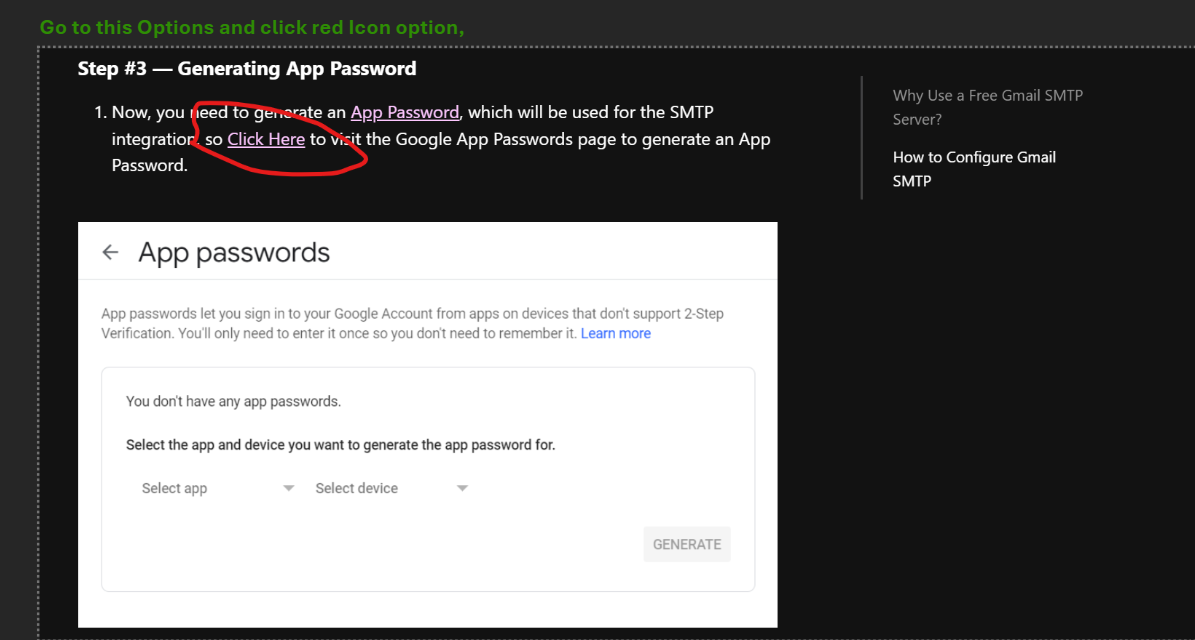 Go to this Options and click red Icon option,
Step #3 — Generating App Password
1. Now, you need to generate an App Password, which will be used for the SMTP
integration, so Click Here to visit the Google App Passwords page to generate an App
Password.
Why Use a Free Gmail SMTP
Server?
How to Configure Gmail
SMTP
← App passwords
App passwords let you sign in to your Google Account from apps on devices that don't support 2-Step
Verification. You'll only need to enter it once so you don't need to remember it. Learn more
You don't have any app passwords.
Select the app and device you want to generate the app password for.
Select app Select device
GENERATE